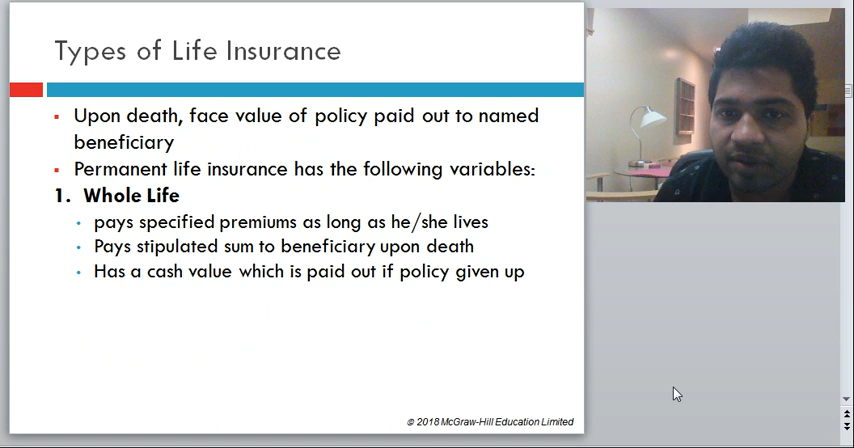 Types of Life Insurance
▪ Upon death, face value of policy paid out to named
beneficiary
▪ Permanent life insurance has the following variables:
1. Whole Life
• pays specified premiums as long as he/she lives
• Pays stipulated sum to beneficiary upon death
• Has a cash value which is paid out if policy given up
© 2018 McGraw-Hill Education Limited